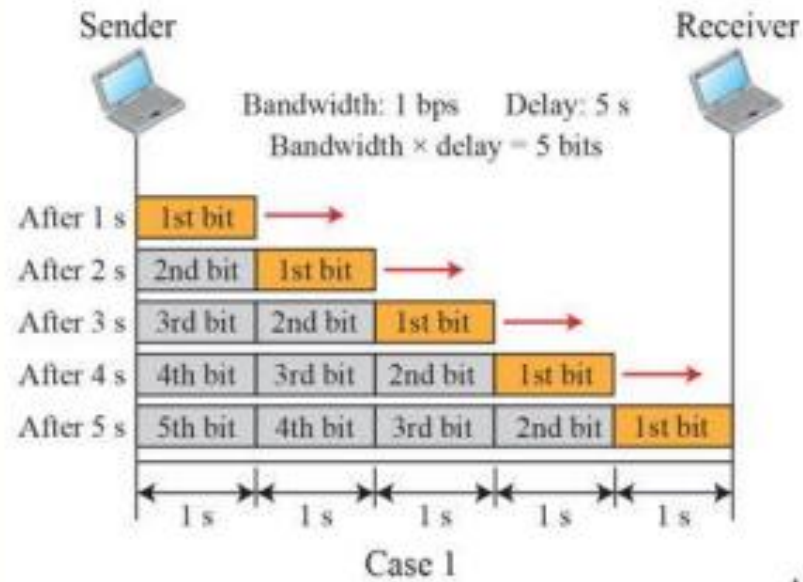 Sender Receiver
Bandwidth: 1 bps Delay: 5 s
Bandwidth × delay = 5 bits
After 1 s 1st bit
After 2 s 2nd bit 1st bit
After 3 s 3rd bit 2nd bit 1st bit
After 4 s 4th bit 3rd bit 2nd bit 1st bit
After 5 s 5th bit 4th bit 3rd bit 2nd bit 1st bit
1 s 1 s 1 s 1 s 1 s
Case 1